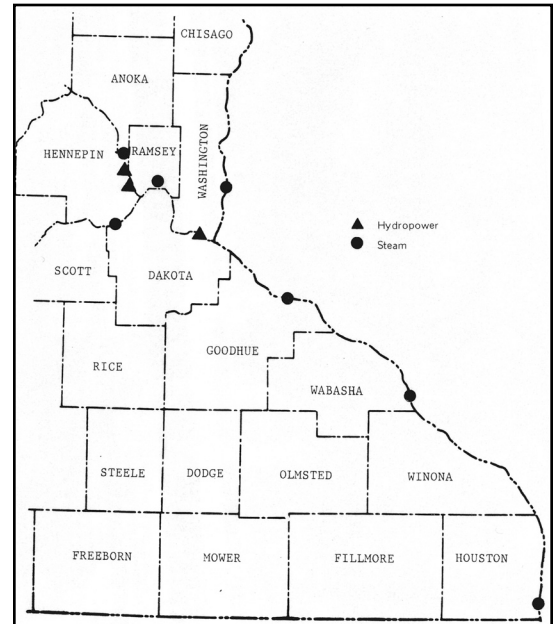 CHISAGO
ANOKA
HENNEPIN
RAMSEY
WASHINGTON
Hydropower
Steam
SCOTT
DAKOTA
GOODHUE
RICE
WABASHA
STEELE
DODGE
OLMSTED
WINONA
FREEBORN
MOWER
FILLMORE
HOUSTON